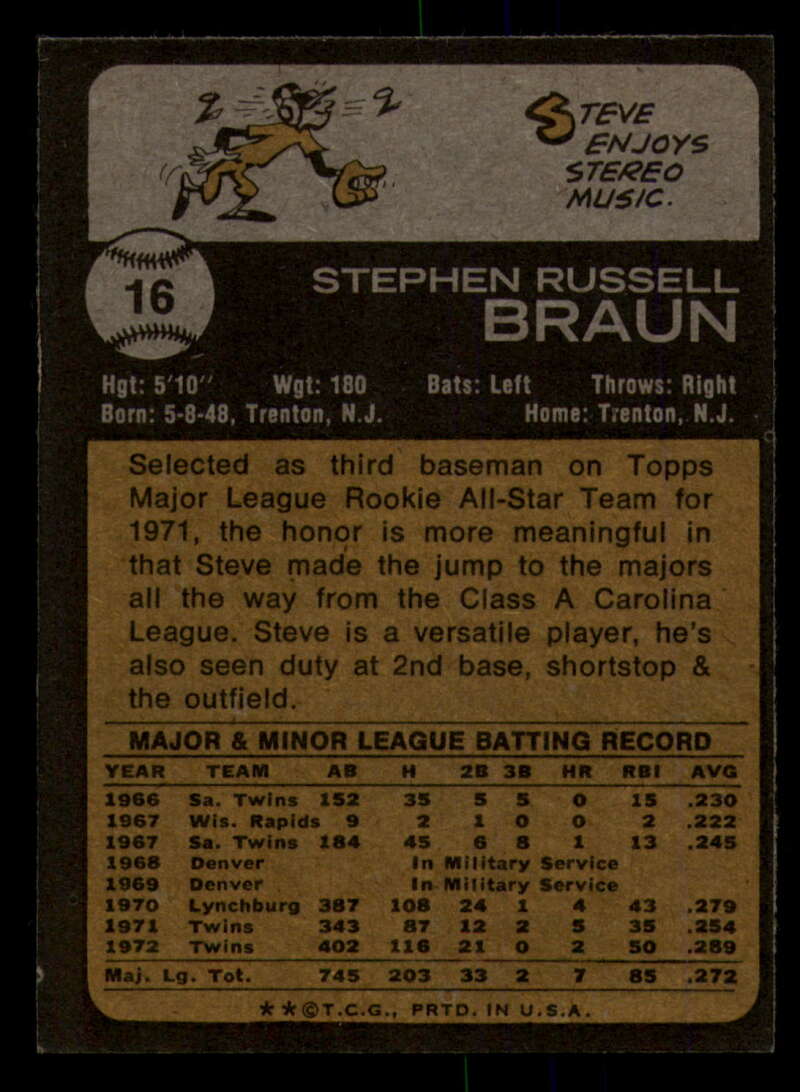 2 2
STEVE
ENJOYS
STEREO
MUSIC.
16
STEPHEN RUSSELL
BRAUN
Hgt: 5'10" Wgt: 180 Bats: Left Throws: Right
Born: 5-8-48, Trenton, N.J. Home: Trenton, N.J.
Selected as third baseman on Topps
Major League Rookie All-Star Team for
1971, the honor is more meaningful in
that Steve made the jump to the majors
all the way from the Class A Carolina
League. Steve is a versatile player, he's
also seen duty at 2nd base, shortstop &
the outfield.
MAJOR & MINOR LEAGUE BATTING RECORD
YEAR TEAM AB H 2B 3B HR RBI AVG
1966 Sa. Twins 152 35 5 5 0 15 .230
1967 Wis. Rapids 9 2 1 0 0 2 .222
1967 Sa. Twins 184 45 6 8 1 13 .245
1968 Denver In Military Service
1969 Denver In Military Service
1970 Lynchburg 387 108 24 1 4 43 .279
1971 Twins 343 87 12 2 5 35 .254
1972 Twins 402 116 21 0 2 50 .289
Maj. Lg. Tot. 745 203 33 2 7 85 .272
**©T.C.G., PRTD. IN U.S.A.